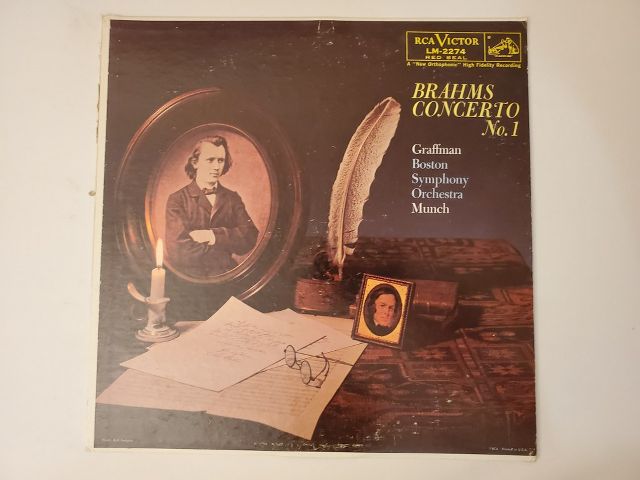 RCA VICTOR
LM-2274
RED SEAL
A "New Orthophonic" High Fidelity Recording
BRAHMS
CONCERTO
No. 1
Graffman
Boston
Symphony
Orchestra
Munch